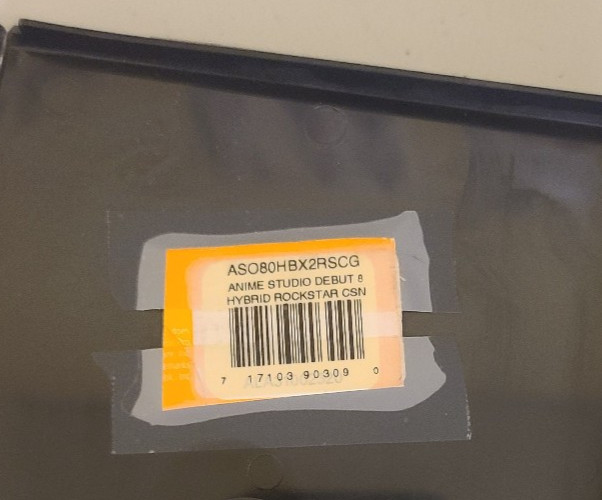 ASO80HBX2RSCG
ANIME STUDIO DEBUT 8
HYBRID ROCKSTAR CSN
7 17103 90309 0